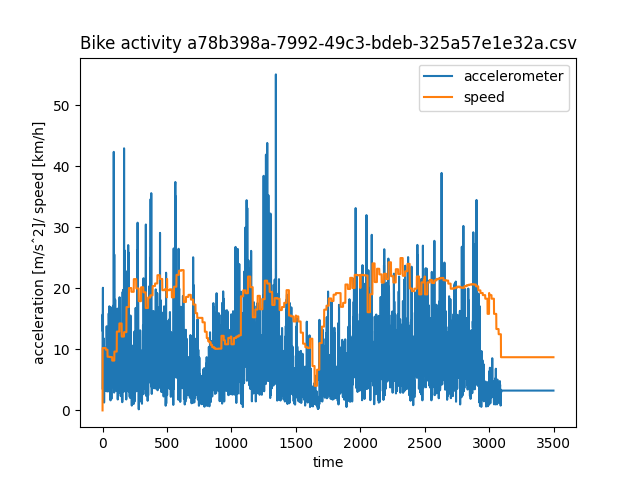 Bike activity a78b398a-7992-49c3-bdeb-325a57e1e32a.csv
accelerometer
speed
acceleration [m/s^2]/ speed [km/h]
50
40
30
20
10
0
0 500 1000 1500 2000 2500 3000 3500
time